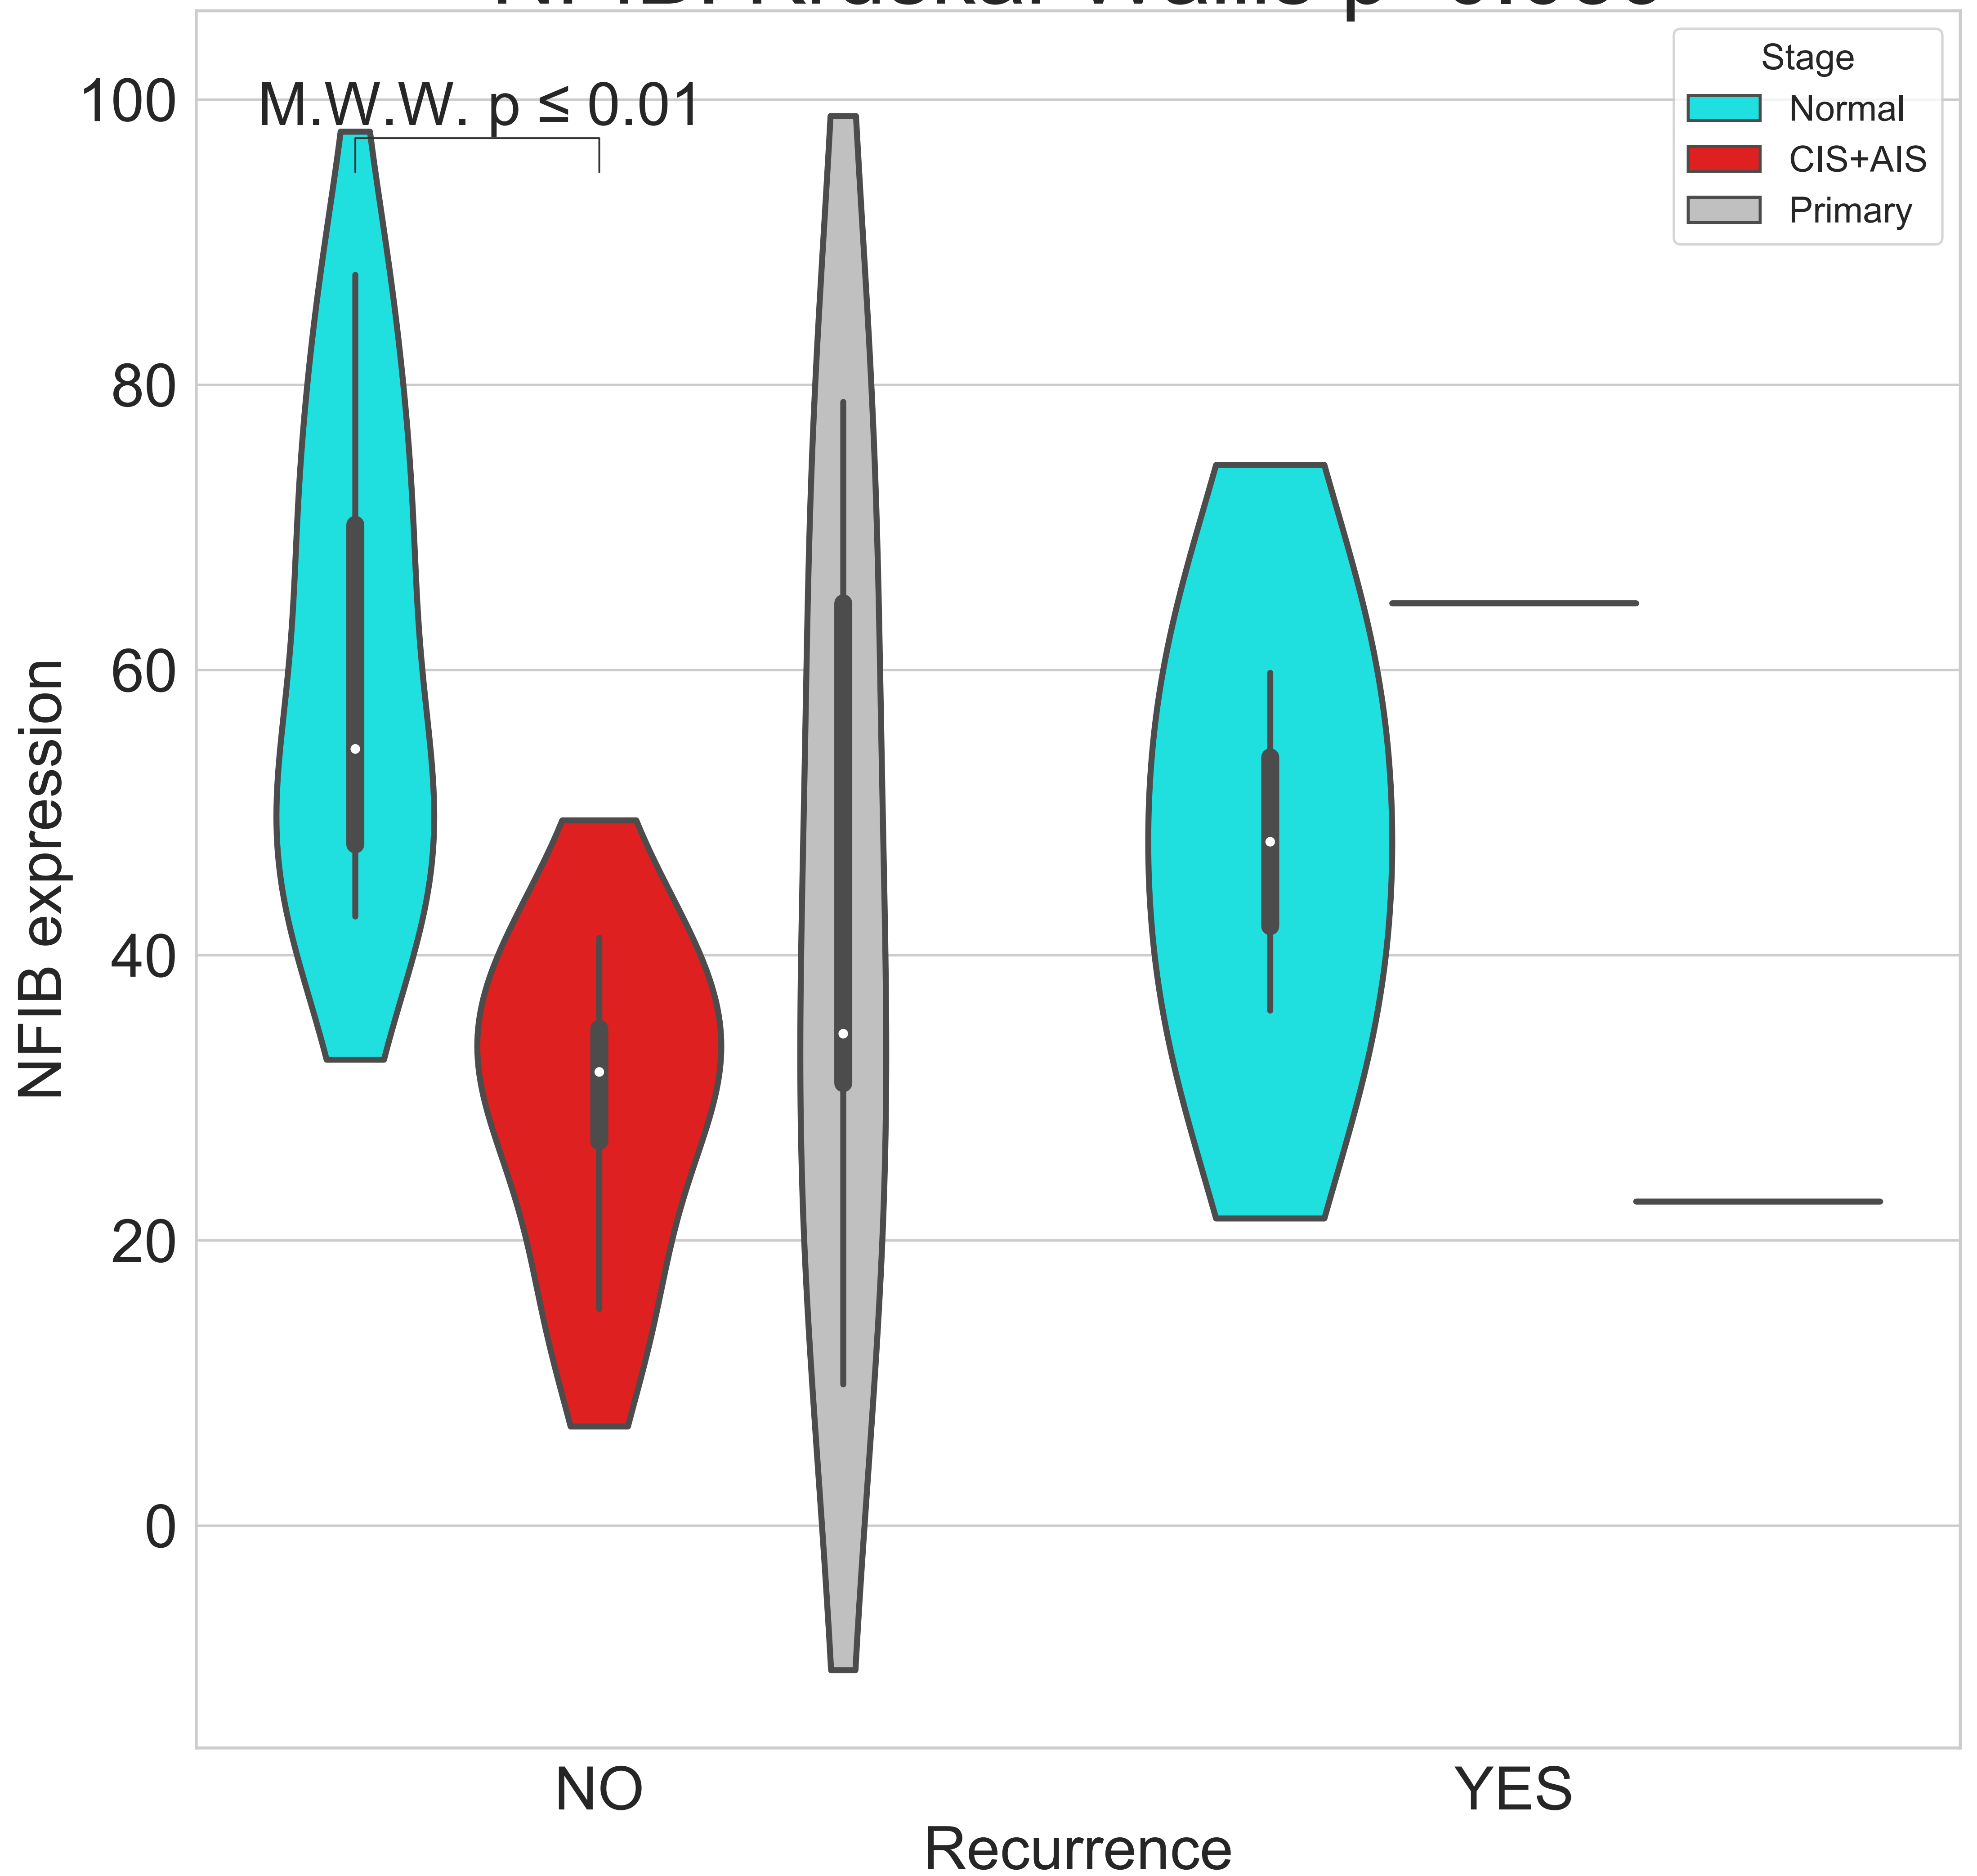 100
M.W.W. p ≤ 0.01
Stage
Normal
CIS+AIS
Primary
80
60
40
20
0
NFIB expression
NO
YES
Recurrence